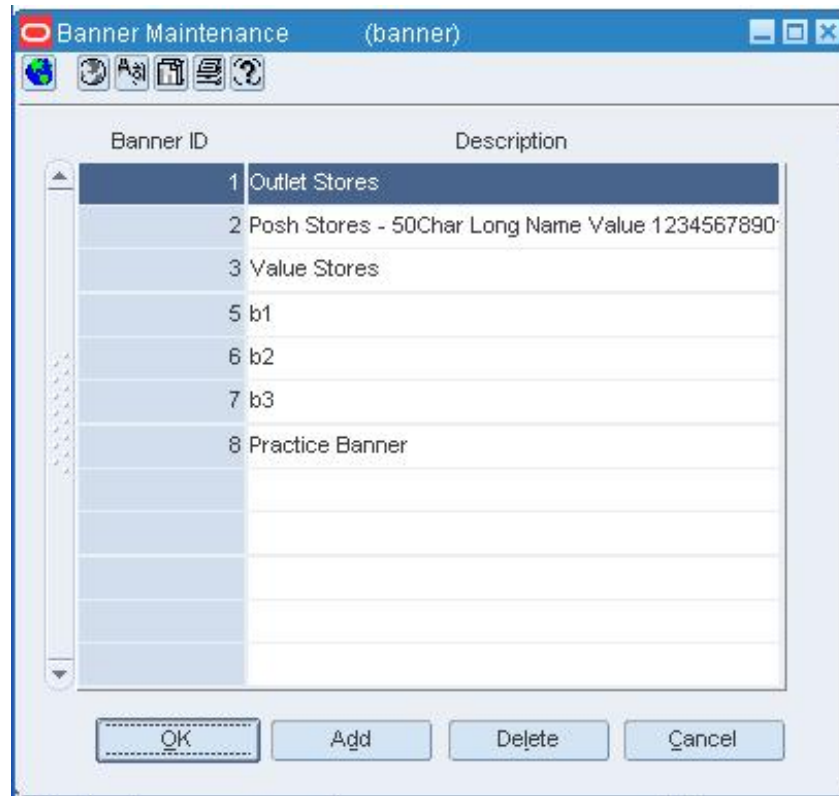 Banner Maintenance (banner)
Banner ID Description
1 Outlet Stores
2 Posh Stores - 50Char Long Name Value 1234567890
3 Value Stores
5 b1
6 b2
7 b3
8 Practice Banner
OK Add Delete Cancel